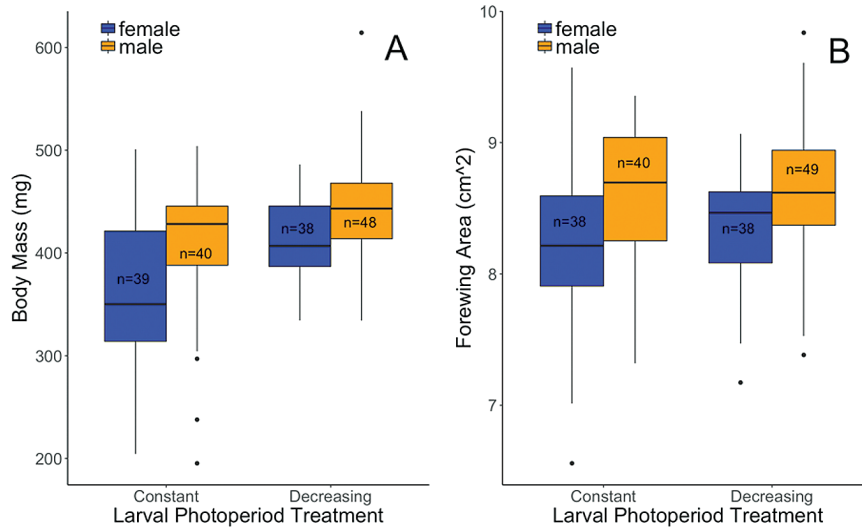 female
male
A
600
500
400
300
200
Body Mass (mg)
n=39
n=40
n=38
n=48
Constant
Decreasing
Larval Photoperiod Treatment
female
male
B
10
9
8
7
Forewing Area (cm^2)
n=38
n=40
n=38
n=49
Constant
Decreasing
Larval Photoperiod Treatment